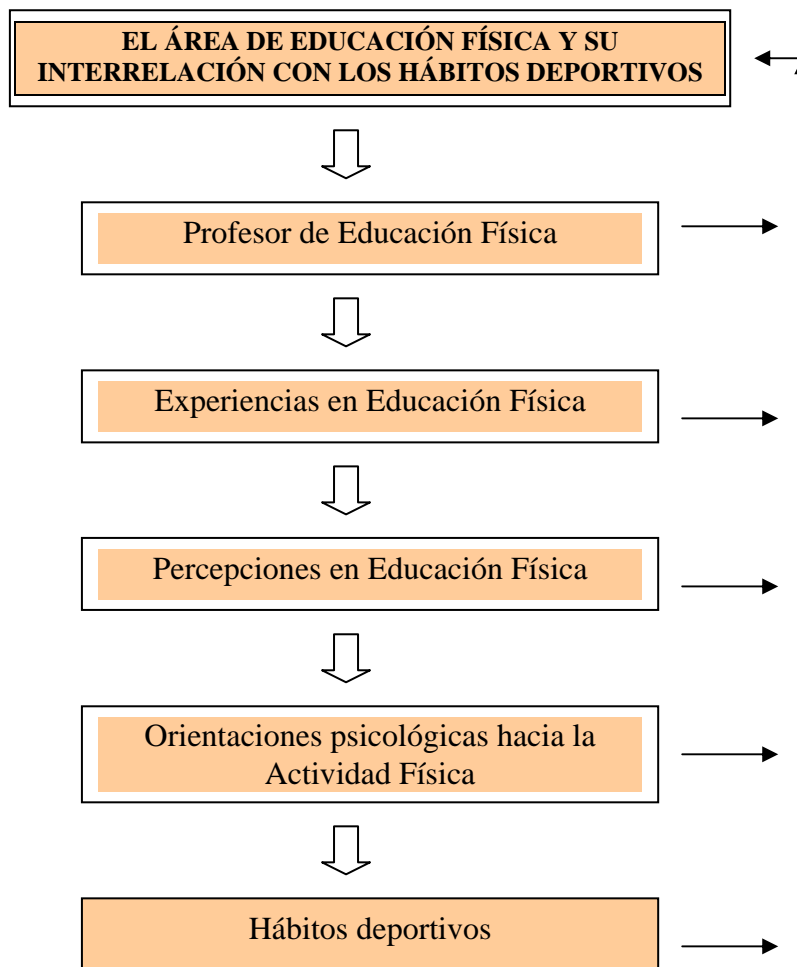 EL ÁREA DE EDUCACIÓN FÍSICA Y SU
INTERRELACIÓN CON LOS HÁBITOS DEPORTIVOS
Profesor de Educación Física
Experiencias en Educación Física
Percepciones en Educación Física
Orientaciones psicológicas hacia la
Actividad Física
Hábitos deportivos